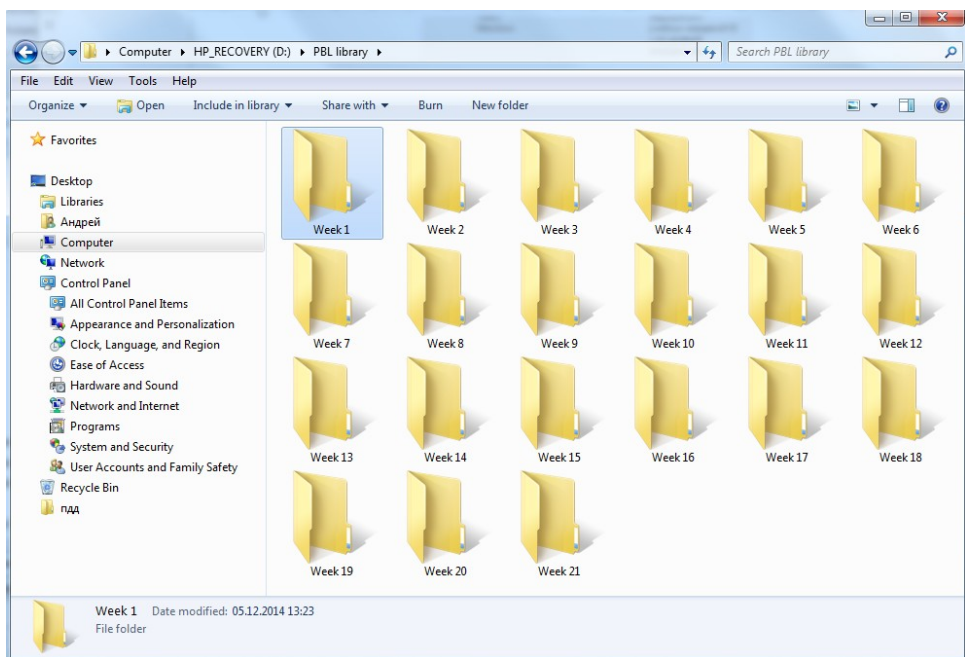 Computer HP_RECOVERY (D:) PBL library
Search PBL library
File Edit View Tools Help
Organize Open Include in library Share with Burn New folder
Favorites
Desktop
Libraries
Андрей
Computer
Network
Control Panel
All Control Panel Items
Appearance and Personalization
Clock, Language, and Region
Ease of Access
Hardware and Sound
Network and Internet
Programs
System and Security
User Accounts and Family Safety
Recycle Bin
пдд
Week 1 Week 2 Week 3 Week 4 Week 5 Week 6
Week 7 Week 8 Week 9 Week 10 Week 11 Week 12
Week 13 Week 14 Week 15 Week 16 Week 17 Week 18
Week 19 Week 20 Week 21
Week 1 Date modified: 05.12.2014 13:23
File folder